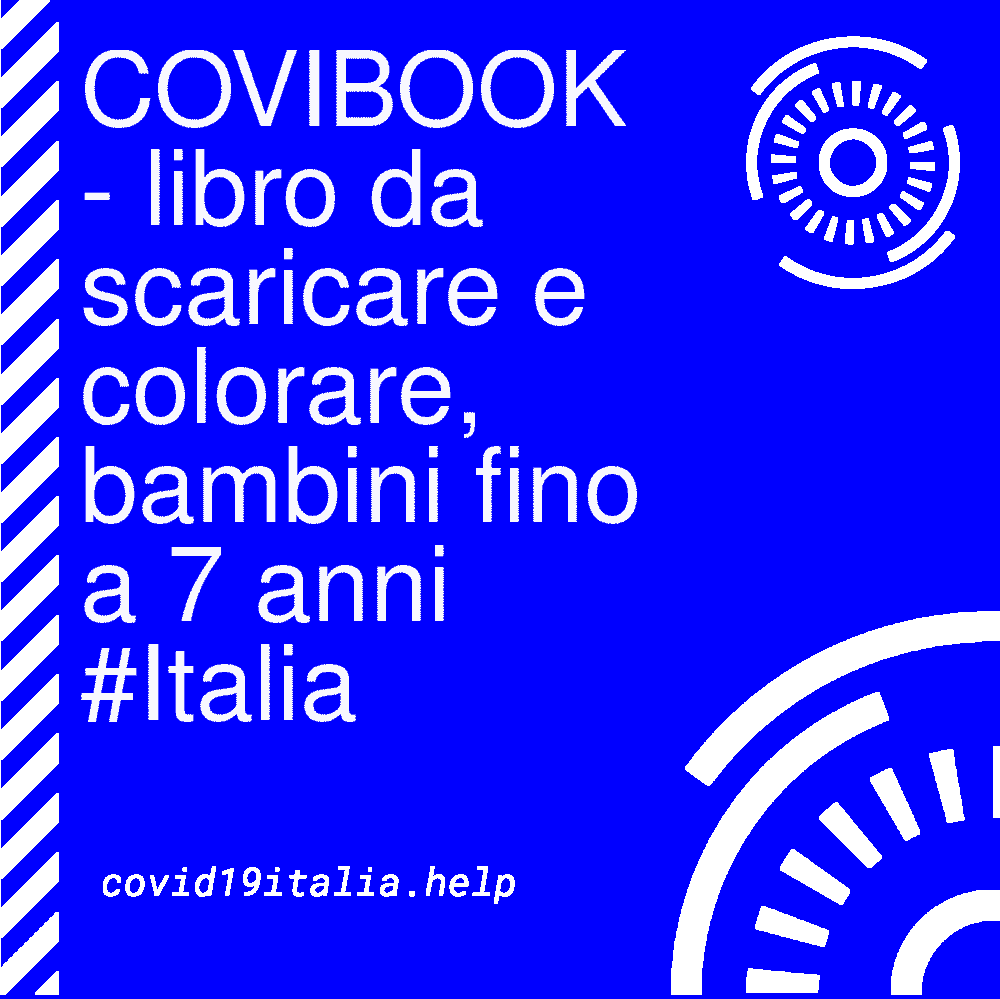 COVIBOOK
- libro da
scaricare e
colorare,
bambini fino
a 7 anni
#Italia
covid19italia.help